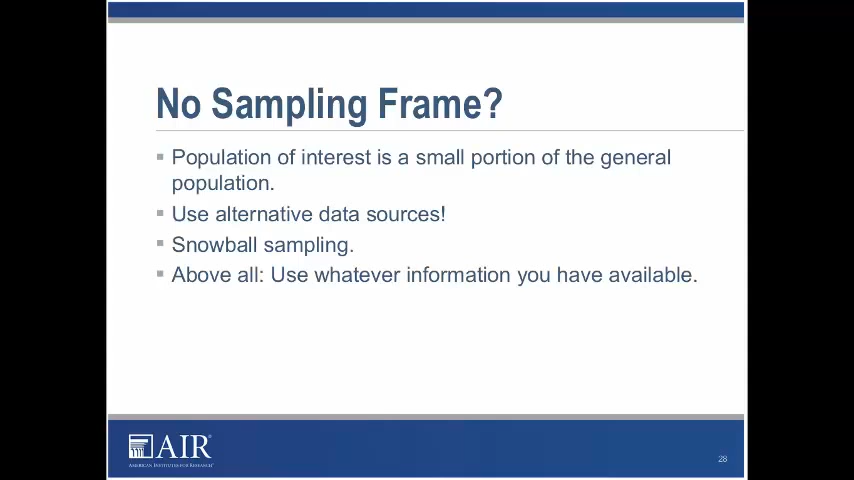 No Sampling Frame?
Population of interest is a small portion of the general
population.
Use alternative data sources!
Snowball sampling.
Above all: Use whatever information you have available.
AIR
AMERICAN INSTITUTES FOR RESEARCH
28